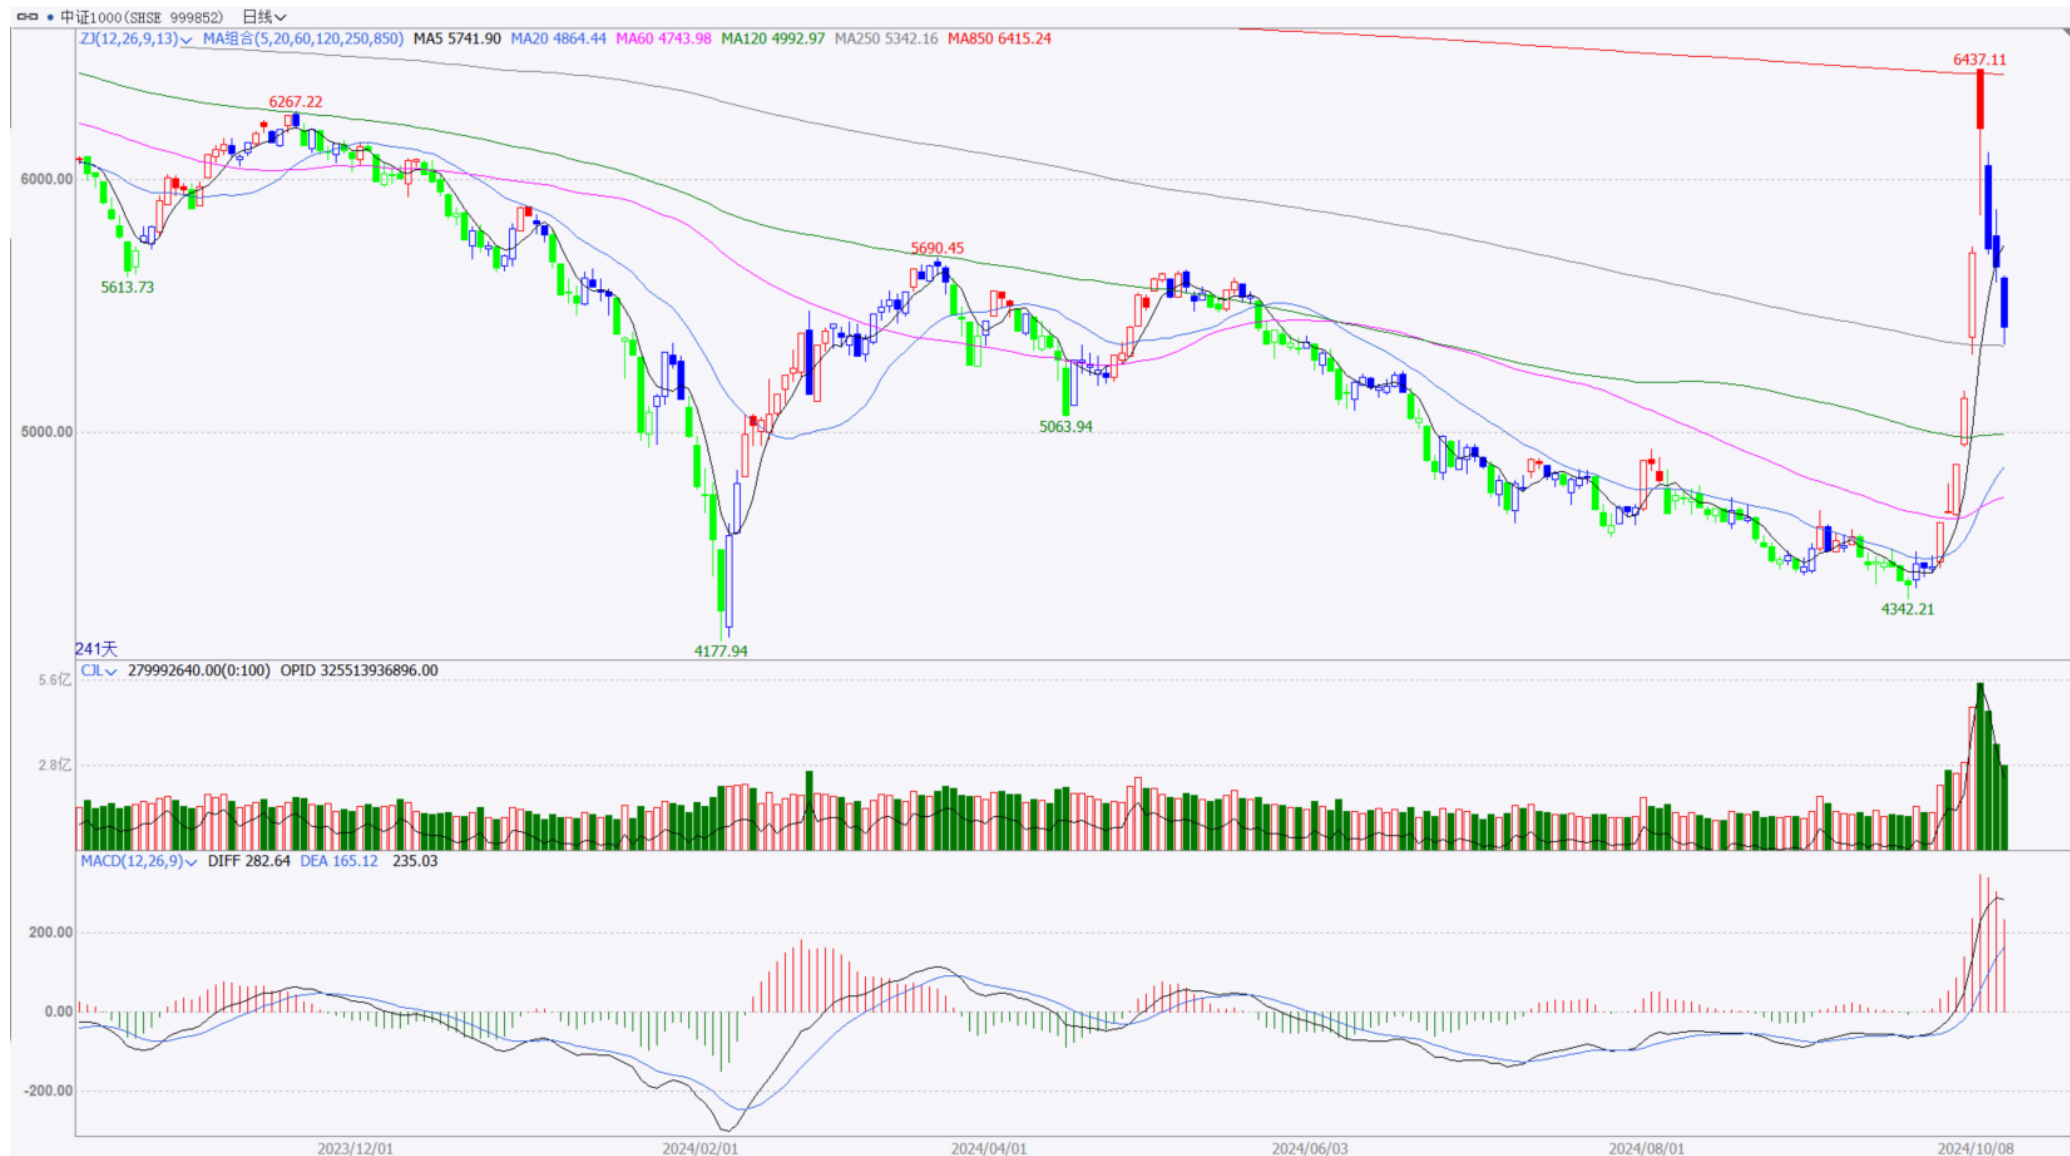 中证1000(SHSE 999852) 日线
ZJ(12,26,9,13) MA组合(5,20,60,120,250,850) MA5 5741.90 MA20 4864.44 MA60 4743.98 MA120 4992.97 MA250 5342.16 MA850 6415.24
6437.11
6267.22
6000.00
5690.45
5613.73
5000.00
5063.94
4342.21
241天
4177.94
CJL 279992640.00(0:100) OPID 325513936896.00
5.6亿
2.8亿
MACD(12,26,9) DIFF 282.64 DEA 165.12 235.03
200.00
0.00
-200.00
2023/12/01 2024/02/01 2024/04/01 2024/06/03 2024/08/01 2024/10/08